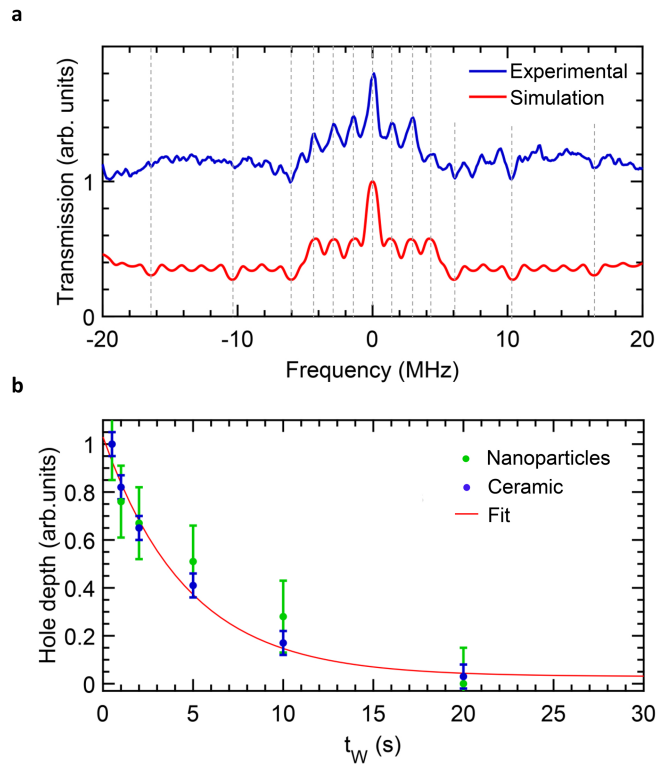 a
Transmission (arb. units)
Experimental
Simulation
1
0
-20
-10
0
10
20
Frequency (MHz)
b
Hole depth (arb.units)
1
0.8
0.6
0.4
0.2
0
Nanoparticles
Ceramic
Fit
0
5
10
15
20
25
30
tW (s)